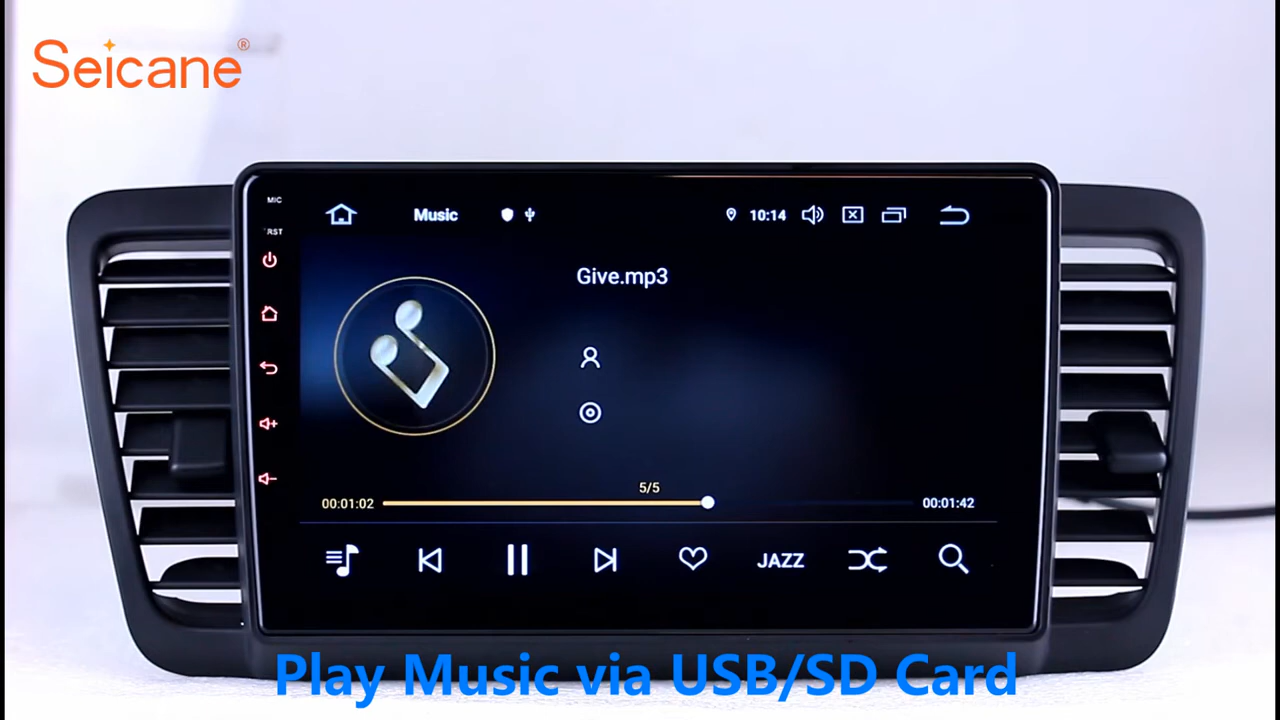 Seicane®
MIC
RST
Music
10:14
Give.mp3
5/5
00:01:02
00:01:42
JAZZ
Play Music via USB/SD Card